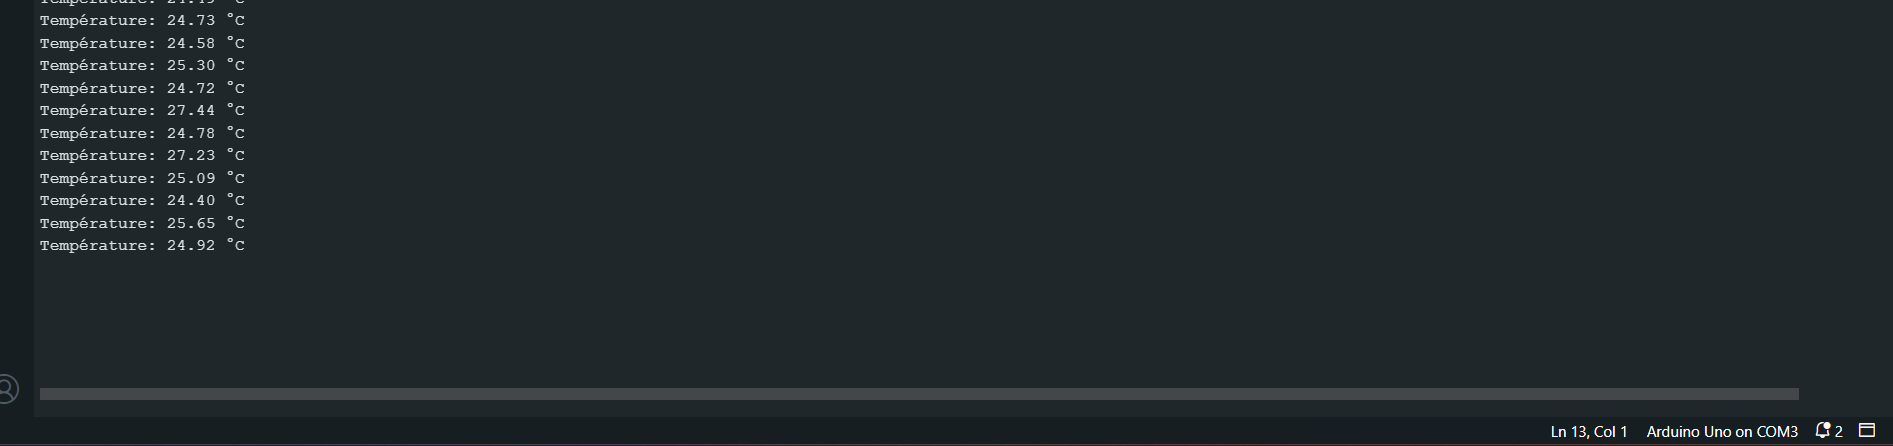 Température: 24.73 °C
Température: 24.58 °C
Température: 25.30 °C
Température: 24.72 °C
Température: 27.44 °C
Température: 24.78 °C
Température: 27.23 °C
Température: 25.09 °C
Température: 24.40 °C
Température: 25.65 °C
Température: 24.92 °C
Ln 13, Col 1 Arduino Uno on COM3 2